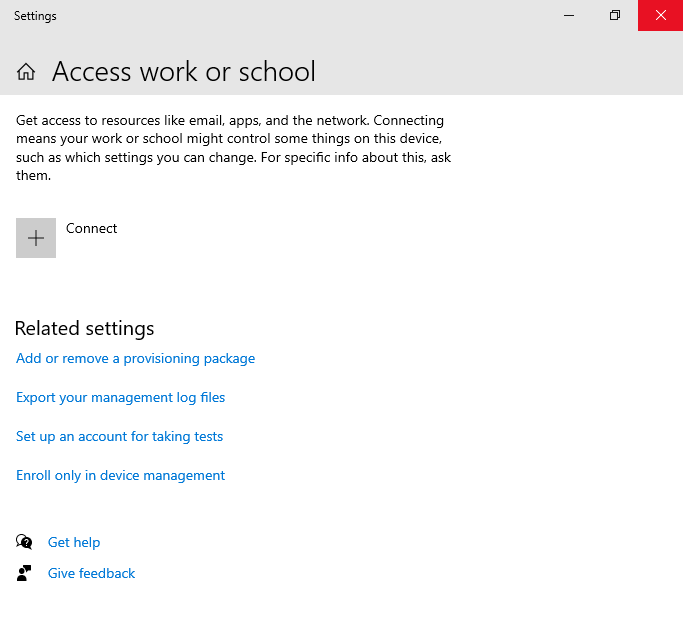 Settings
Access work or school
Get access to resources like email, apps, and the network. Connecting
means your work or school might control some things on this device,
such as which settings you can change. For specific info about this, ask
them.
Connect
Related settings
Add or remove a provisioning package
Export your management log files
Set up an account for taking tests
Enroll only in device management
Get help
Give feedback